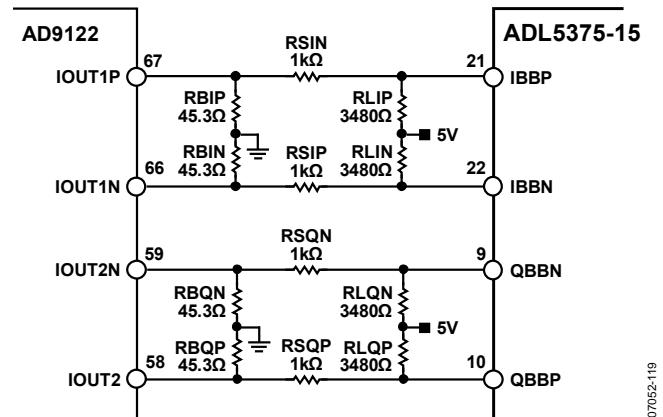 AD9122
ADL5375-15
RSIN
1kΩ
67
21
IOUT1P
IBBP
RBIP
45.3Ω
RLIP
3480Ω
5V
RBIN
45.3Ω
RSIP
1kΩ
RLIN
3480Ω
66
22
IOUT1N
IBBN
RSQN
1kΩ
59
9
IOUT2N
QBBN
RBQN
45.3Ω
RLQN
3480Ω
5V
RBQP
45.3Ω
RSQP
1kΩ
RLQP
3480Ω
58
10
IOUT2
QBBP
07052-119